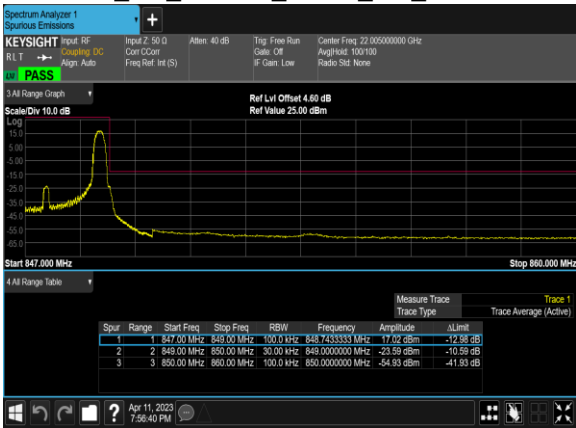 Spectrum Analyzer 1
Spurious Emissions
+
KEYSIGHT Input: RF Input Z: 50 Ω Atten: 40 dB Trig: Free Run Center Freq: 22.005000000 GHz
RLT Coupling: DC Corr CCorr Gate: Off Avg|Hold: 100/100
Align: Auto Freq Ref: Int (S) IF Gain: Low Radio Std: None
PASS
3 All Range Graph
Ref Lvl Offset 4.60 dB
Scale/Div 10.0 dB Ref Value 25.00 dBm
Log
15.0
5.00
-5.00
-15.0
-25.0
-35.0
-45.0
-55.0
-65.0
Start 847.000 MHz Stop 860.000 MHz
4 All Range Table
Measure Trace Trace 1
Trace Type Trace Average (Active)
Spur Range Start Freq Stop Freq RBW Frequency Amplitude ΔLimit
1 1 847.00 MHz 849.00 MHz 100.0 kHz 848.7433333 MHz 17.02 dBm -12.98 dB
2 2 849.00 MHz 850.00 MHz 30.00 kHz 849.0000000 MHz -23.59 dBm -10.59 dB
3 3 850.00 MHz 860.00 MHz 100.0 kHz 850.0000000 MHz -54.93 dBm -41.93 dB
? Apr 11, 2023
7:56:40 PM